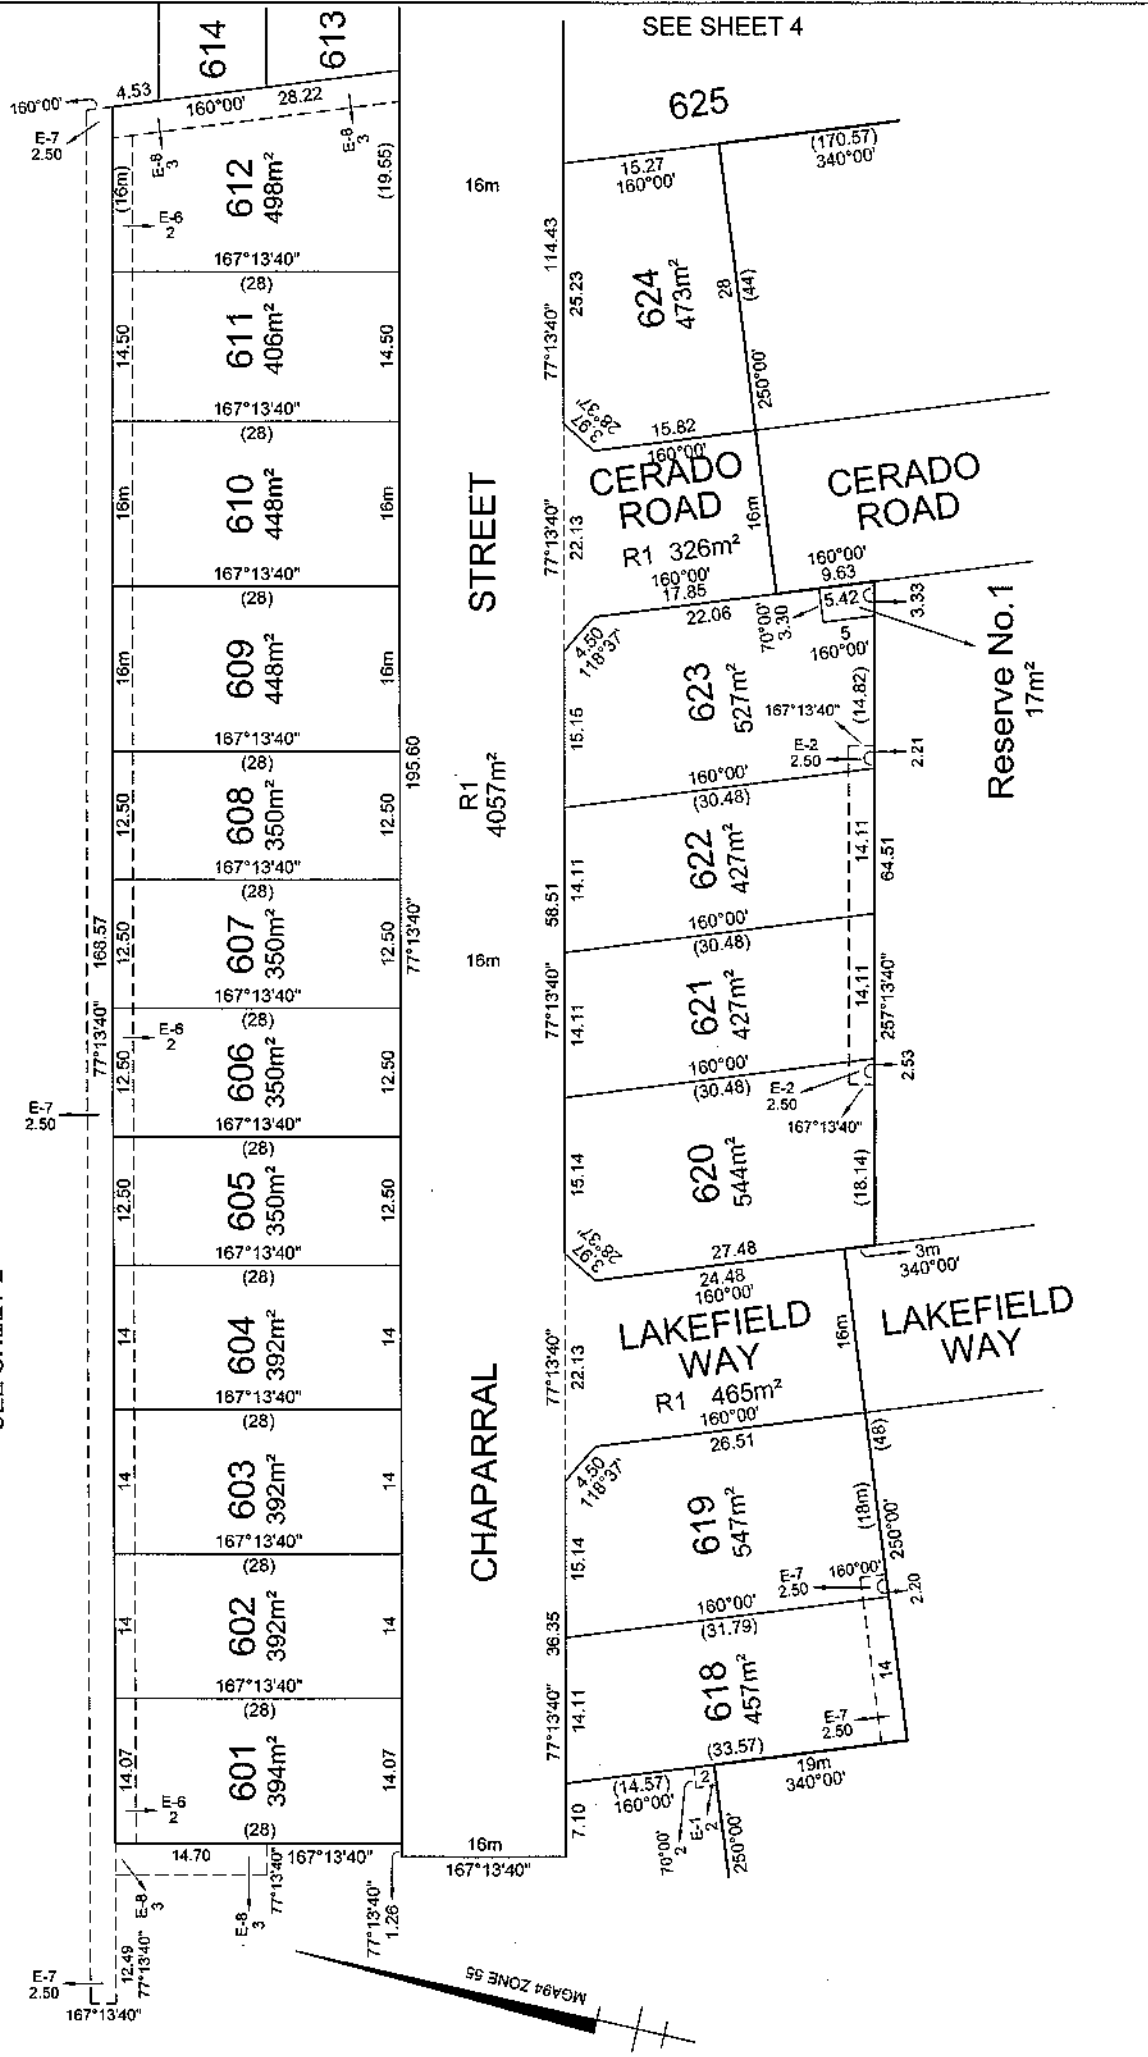 SEE SHEET 4
614
613
625
160°00'
4.53
160°00'
28.22
E-7
2.50
E-8
3
E-8
3
(16m)
(19.55)
612
498m²
E-6
2
167°13'40"
(28)
14.50
611
406m²
14.50
167°13'40"
(28)
16m
610
448m²
16m
167°13'40"
(28)
16m
609
448m²
16m
167°13'40"
(28)
12.50
608
350m²
12.50
167°13'40"
(28)
12.50
607
350m²
12.50
167°13'40"
(28)
12.50
606
350m²
12.50
167°13'40"
E-6
2
(28)
12.50
605
350m²
12.50
167°13'40"
(28)
14
604
392m²
14
167°13'40"
(28)
14
603
392m²
14
167°13'40"
(28)
14
602
392m²
14
167°13'40"
(28)
14.07
601
394m²
14.07
E-6
2
(28)
168.57
77°13'40"
E-7
2.50
14.70
167°13'40"
E-8
3
E-8
3
77°13'40"
77°13'40"
1.26
12.49
77°13'40"
E-7
2.50
167°13'40"
16m
STREET
195.60
77°13'40"
R1
4057m²
16m
CHAPARRAL
16m
167°13'40"
15.27
160°00'
(170.57)
340°00'
114.43
77°13'40"
25.23
624
473m²
28
(44)
250°00'
3.97
28°37'
15.82
160°00'
CERADO
ROAD
R1 326m²
CERADO
ROAD
16m
77°13'40"
22.13
160°00'
17.85
22.06
160°00'
9.63
4.50
118°37'
70°00'
3.30
5.42
3.33
5
160°00'
Reserve No.1
17m²
15.15
623
527m²
(14.82)
167°13'40"
E-2
2.50
2.21
160°00'
(30.48)
58.51
77°13'40"
14.11
622
427m²
14.11
64.51
257°13'40"
160°00'
(30.48)
14.11
621
427m²
14.11
160°00'
(30.48)
E-2
2.50
2.53
167°13'40"
15.14
620
544m²
(18.14)
3.97
28°37'
27.48
24.48
160°00'
3m
340°00'
LAKEFIELD
WAY
R1 465m²
LAKEFIELD
WAY
16m
77°13'40"
22.13
160°00'
26.51
(48)
4.50
118°37'
15.14
619
547m²
(18m)
250°00'
E-7
2.50
160°00'
2.20
160°00'
(31.79)
36.35
77°13'40"
14.11
618
457m²
14
E-7
2.50
(33.57)
19m
340°00'
(14.57)
160°00'
2
7.10
70°00'
2
E-1
2
250°00'
MGA94 ZONE 55